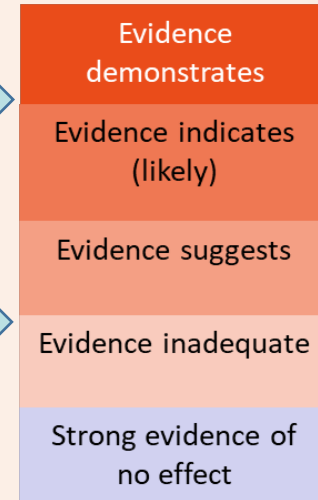 Evidence
demonstrates
Evidence indicates
(likely)
Evidence suggests
Evidence inadequate
Strong evidence of
no effect